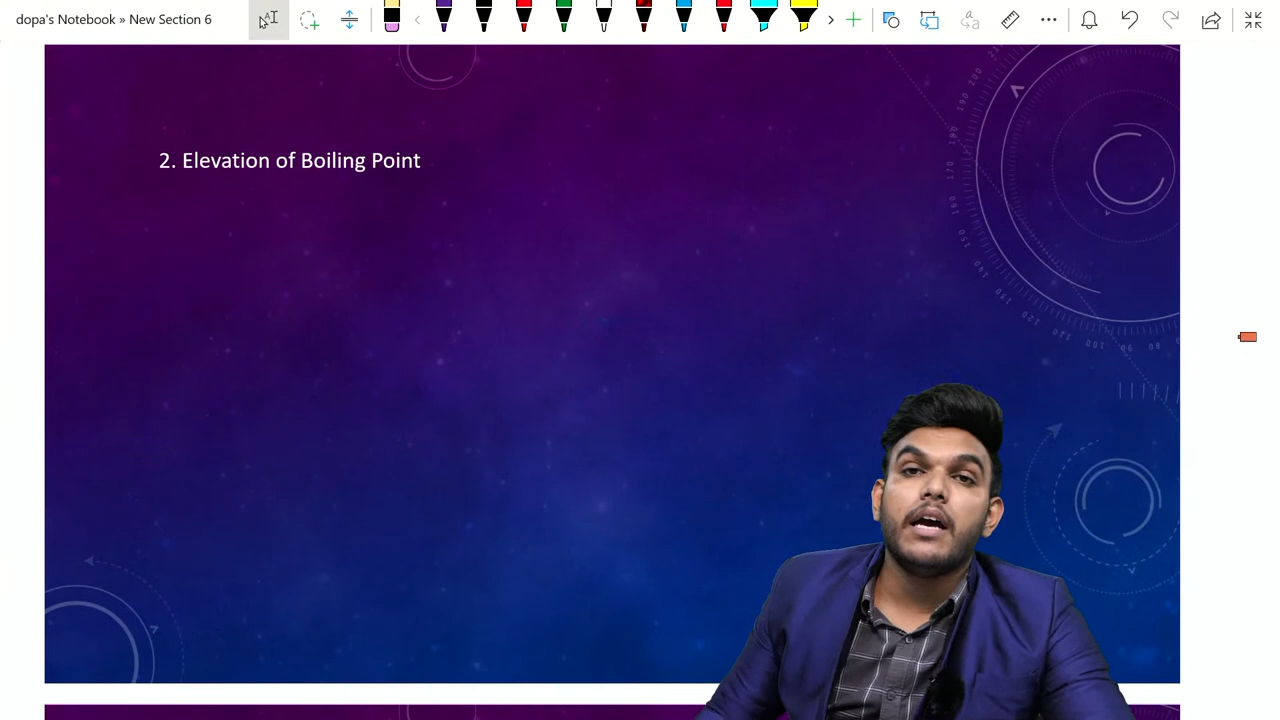 dopa's Notebook » New Section 6
2. Elevation of Boiling Point